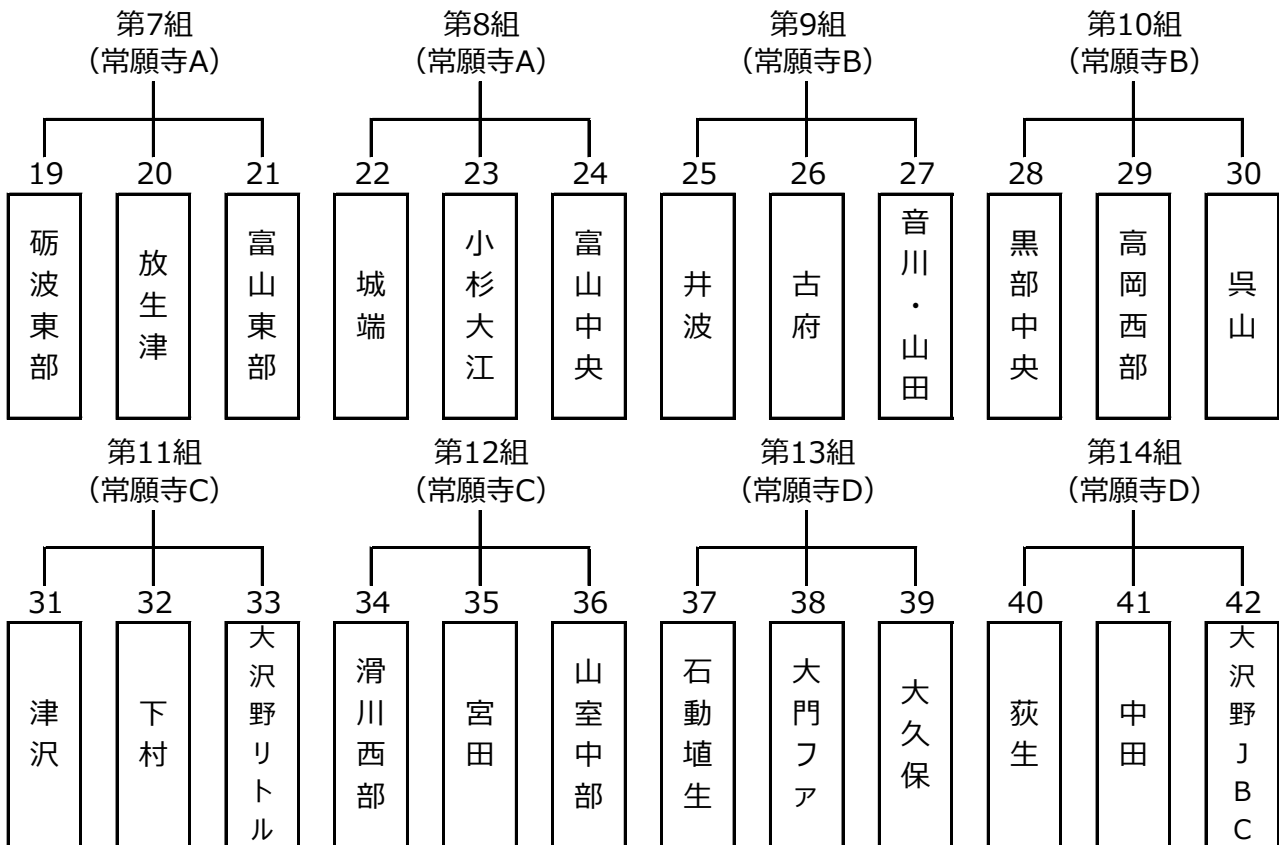 第7組
（常願寺A）
第8組
（常願寺A）
第9組
（常願寺B）
第10組
（常願寺B）
19
20
21
22
23
24
25
26
27
28
29
30
砺波東部
放生津
富山東部
城端
小杉大江
富山中央
井波
古府
音川・山田
黒部中央
高岡西部
呉山
第11組
（常願寺C）
第12組
（常願寺C）
第13組
（常願寺D）
第14組
（常願寺D）
31
32
33
34
35
36
37
38
39
40
41
42
津沢
下村
大沢野リトル
滑川西部
宮田
山室中部
石動埴生
大門ファ
大久保
荻生
中田
大沢野JBC